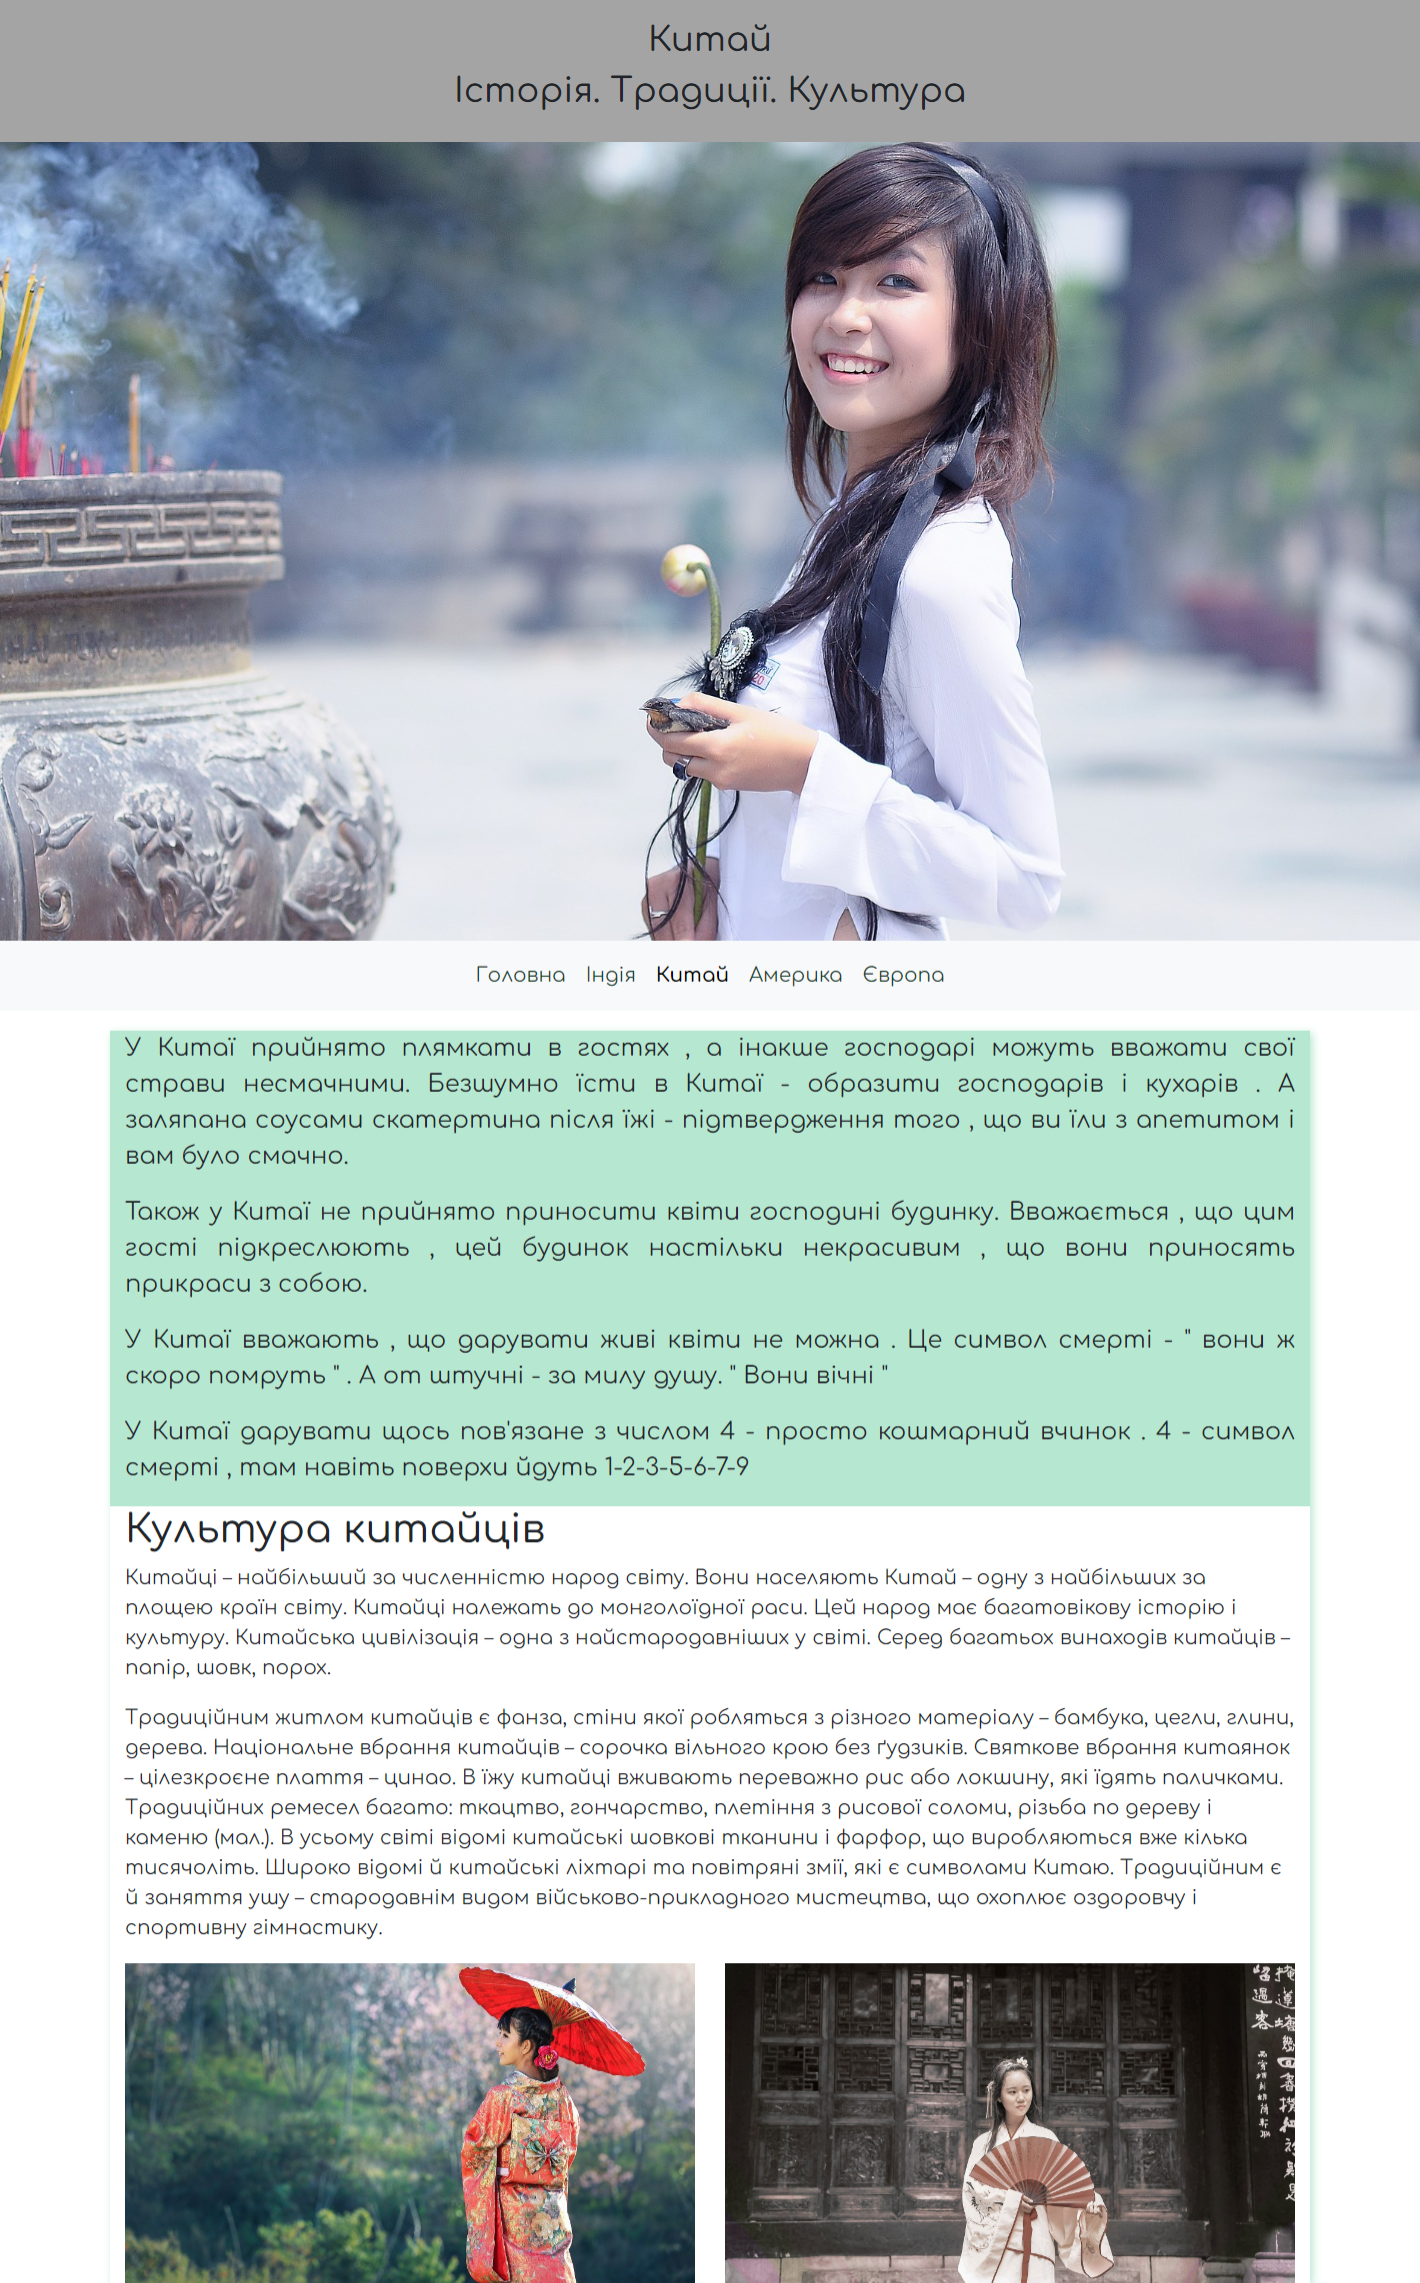 Китай
Історія. Традиції. Культура
Головна Індія Китай Америка Європа
У Китаї прийнято плямкати в гостях , а інакше господарі можуть вважати свої
страви несмачними. Безшумно їсти в Китаї - образити господарів і кухарів . А
заляпана соусами скатертина після їжі - підтвердження того , що ви їли з апетитом і
вам було смачно.
Також у Китаї не прийнято приносити квіти господині будинку. Вважається , що цим
гості підкреслюють , цей будинок настільки некрасивим , що вони приносять
прикраси з собою.
У Китаї вважають , що дарувати живі квіти не можна . Це символ смерті - " вони ж
скоро помруть " . А от штучні - за милу душу. " Вони вічні "
У Китаї дарувати щось пов'язане з числом 4 - просто кошмарний вчинок . 4 - символ
смерті , там навіть поверхи йдуть 1-2-3-5-6-7-9
Культура китайців
Китайці – найбільший за численністю народ світу. Вони населяють Китай – одну з найбільших за
площею країн світу. Китайці належать до монголоїдної раси. Цей народ має багатовікову історію і
культуру. Китайська цивілізація – одна з найстародавніших у світі. Серед багатьох винаходів китайців –
папір, шовк, порох.
Традиційним житлом китайців є фанза, стіни якої робляться з різного матеріалу – бамбука, цегли, глини,
дерева. Національне вбрання китайців – сорочка вільного крою без ґудзиків. Святкове вбрання китаянок
– цілезкроєне плаття – цинао. В їжу китайці вживають переважно рис або локшину, які їдять паличками.
Традиційних ремесел багато: ткацтво, гончарство, плетіння з рисової соломи, різьба по дереву і
каменю (мал.). В усьому світі відомі китайські шовкові тканини і фарфор, що виробляються вже кілька
тисячоліть. Широко відомі й китайські ліхтарі та повітряні змії, які є символами Китаю. Традиційним є
й заняття ушу – стародавнім видом військово-прикладного мистецтва, що охоплює оздоровчу і
спортивну гімнастику.